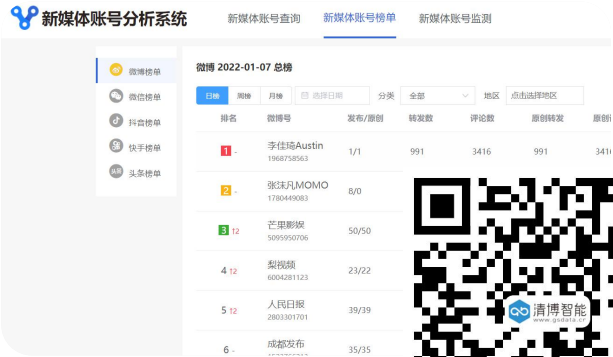 新媒体账号分析系统 新媒体账号查询 新媒体账号榜单 新媒体账号监测
微博榜单
微信榜单
抖音榜单
快手榜单
头条 头条榜单
微博 2022-01-07 总榜
日榜 周榜 月榜 选择日期 分类 全部 地区 点击选择地区
排名 微博号 发布/原创 转发数 评论数 原创转发
1 - 李佳琦Austin 1/1 991 3416 991 341
1968758563
2 - 张沫凡MOMO 8/0
1780449083
3 12 芒果影娱 50/50
5095950706
4 12 梨视频 23/22
6004281123
5 12 人民日报 39/39
2803301701
6 - 成都发布 35/35
清博智能
www.gsdata.cn